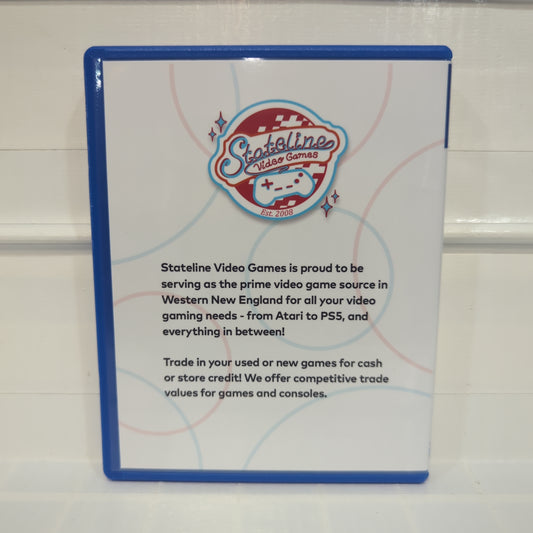 Stateline
Video Games
Est. 2008
Stateline Video Games is proud to be
serving as the prime video game source in
Western New England for all your video
gaming needs - from Atari to PS5, and
everything in between!
Trade in your used or new games for cash
or store credit! We offer competitive trade
values for games and consoles.